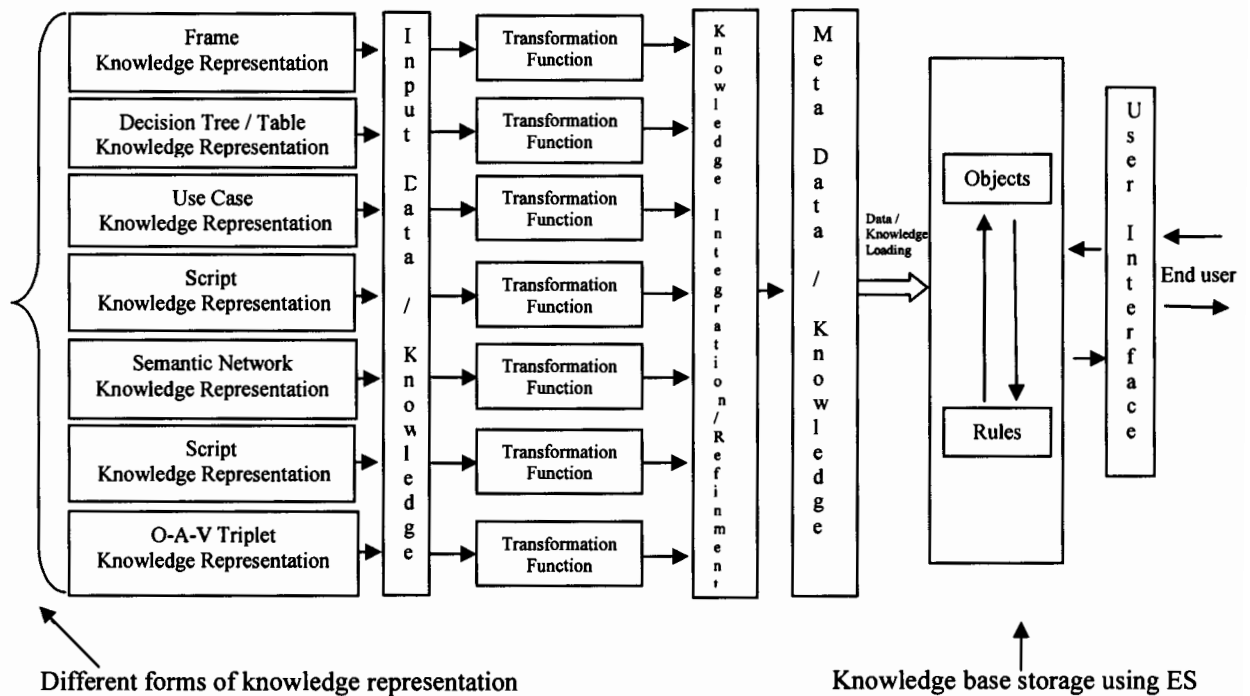 Frame
Knowledge Representation
Decision Tree / Table
Knowledge Representation
Use Case
Knowledge Representation
Script
Knowledge Representation
Semantic Network
Knowledge Representation
Script
Knowledge Representation
O-A-V Triplet
Knowledge Representation
Input Data / Knowledge
Transformation
Function
Transformation
Function
Transformation
Function
Transformation
Function
Transformation
Function
Transformation
Function
Transformation
Function
Knowledge Integration/Refinment
Meta Data / Knowledge
Data /
Knowledge
Loading
Objects
Rules
User Interface
End user
Different forms of knowledge representation
Knowledge base storage using ES